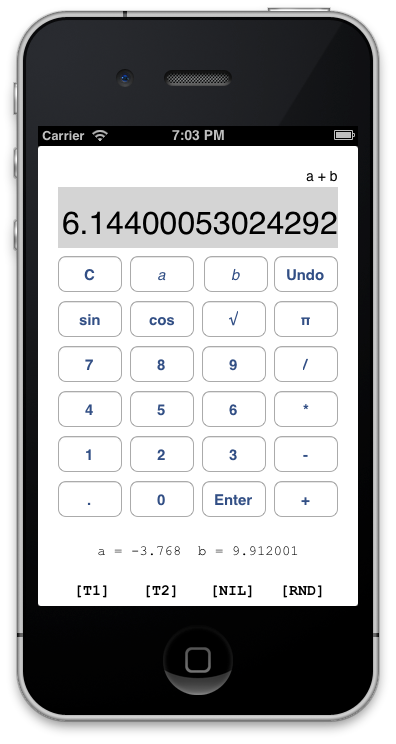 Carrier 7:03 PM
a + b
6.14400053024292
C a b Undo
sin cos √ π
7 8 9 /
4 5 6 *
1 2 3 -
. 0 Enter +
a = -3.768 b = 9.912001
[T1] [T2] [NIL] [RND]